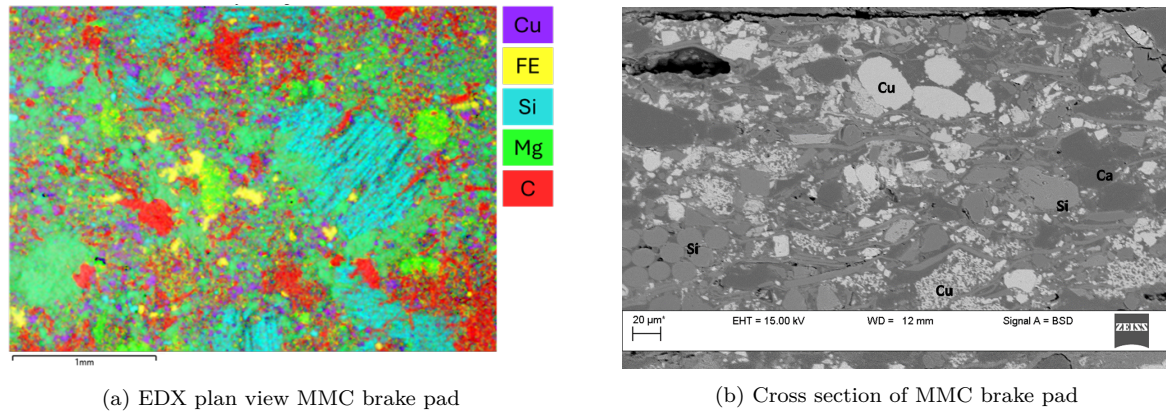 Cu
FE
Si
Mg
C
1mm
(a) EDX plan view MMC brake pad
Cu
Ca
Si
Si
Cu
20 µm*
EHT = 15.00 kV WD = 12 mm Signal A = BSD
ZEISS
(b) Cross section of MMC brake pad